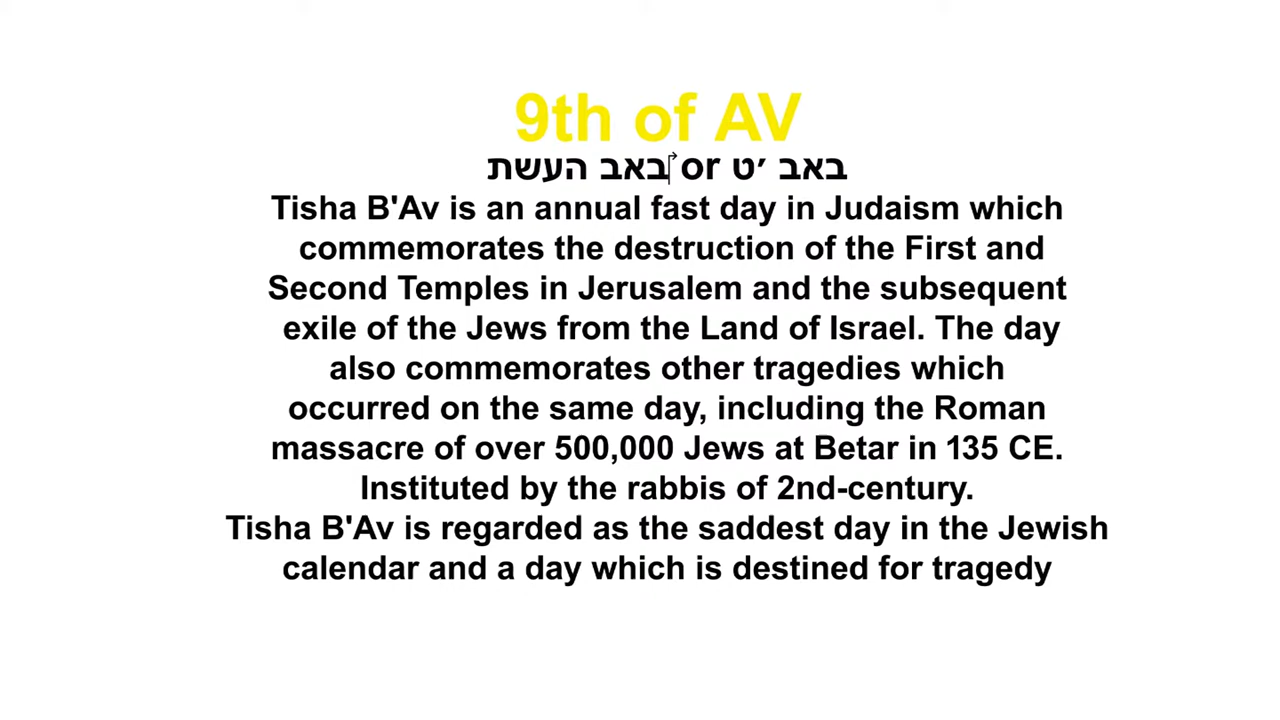 9th of AV
באב העשת or באב ׳ט
Tisha B'Av is an annual fast day in Judaism which
commemorates the destruction of the First and
Second Temples in Jerusalem and the subsequent
exile of the Jews from the Land of Israel. The day
also commemorates other tragedies which
occurred on the same day, including the Roman
massacre of over 500,000 Jews at Betar in 135 CE.
Instituted by the rabbis of 2nd-century.
Tisha B'Av is regarded as the saddest day in the Jewish
calendar and a day which is destined for tragedy